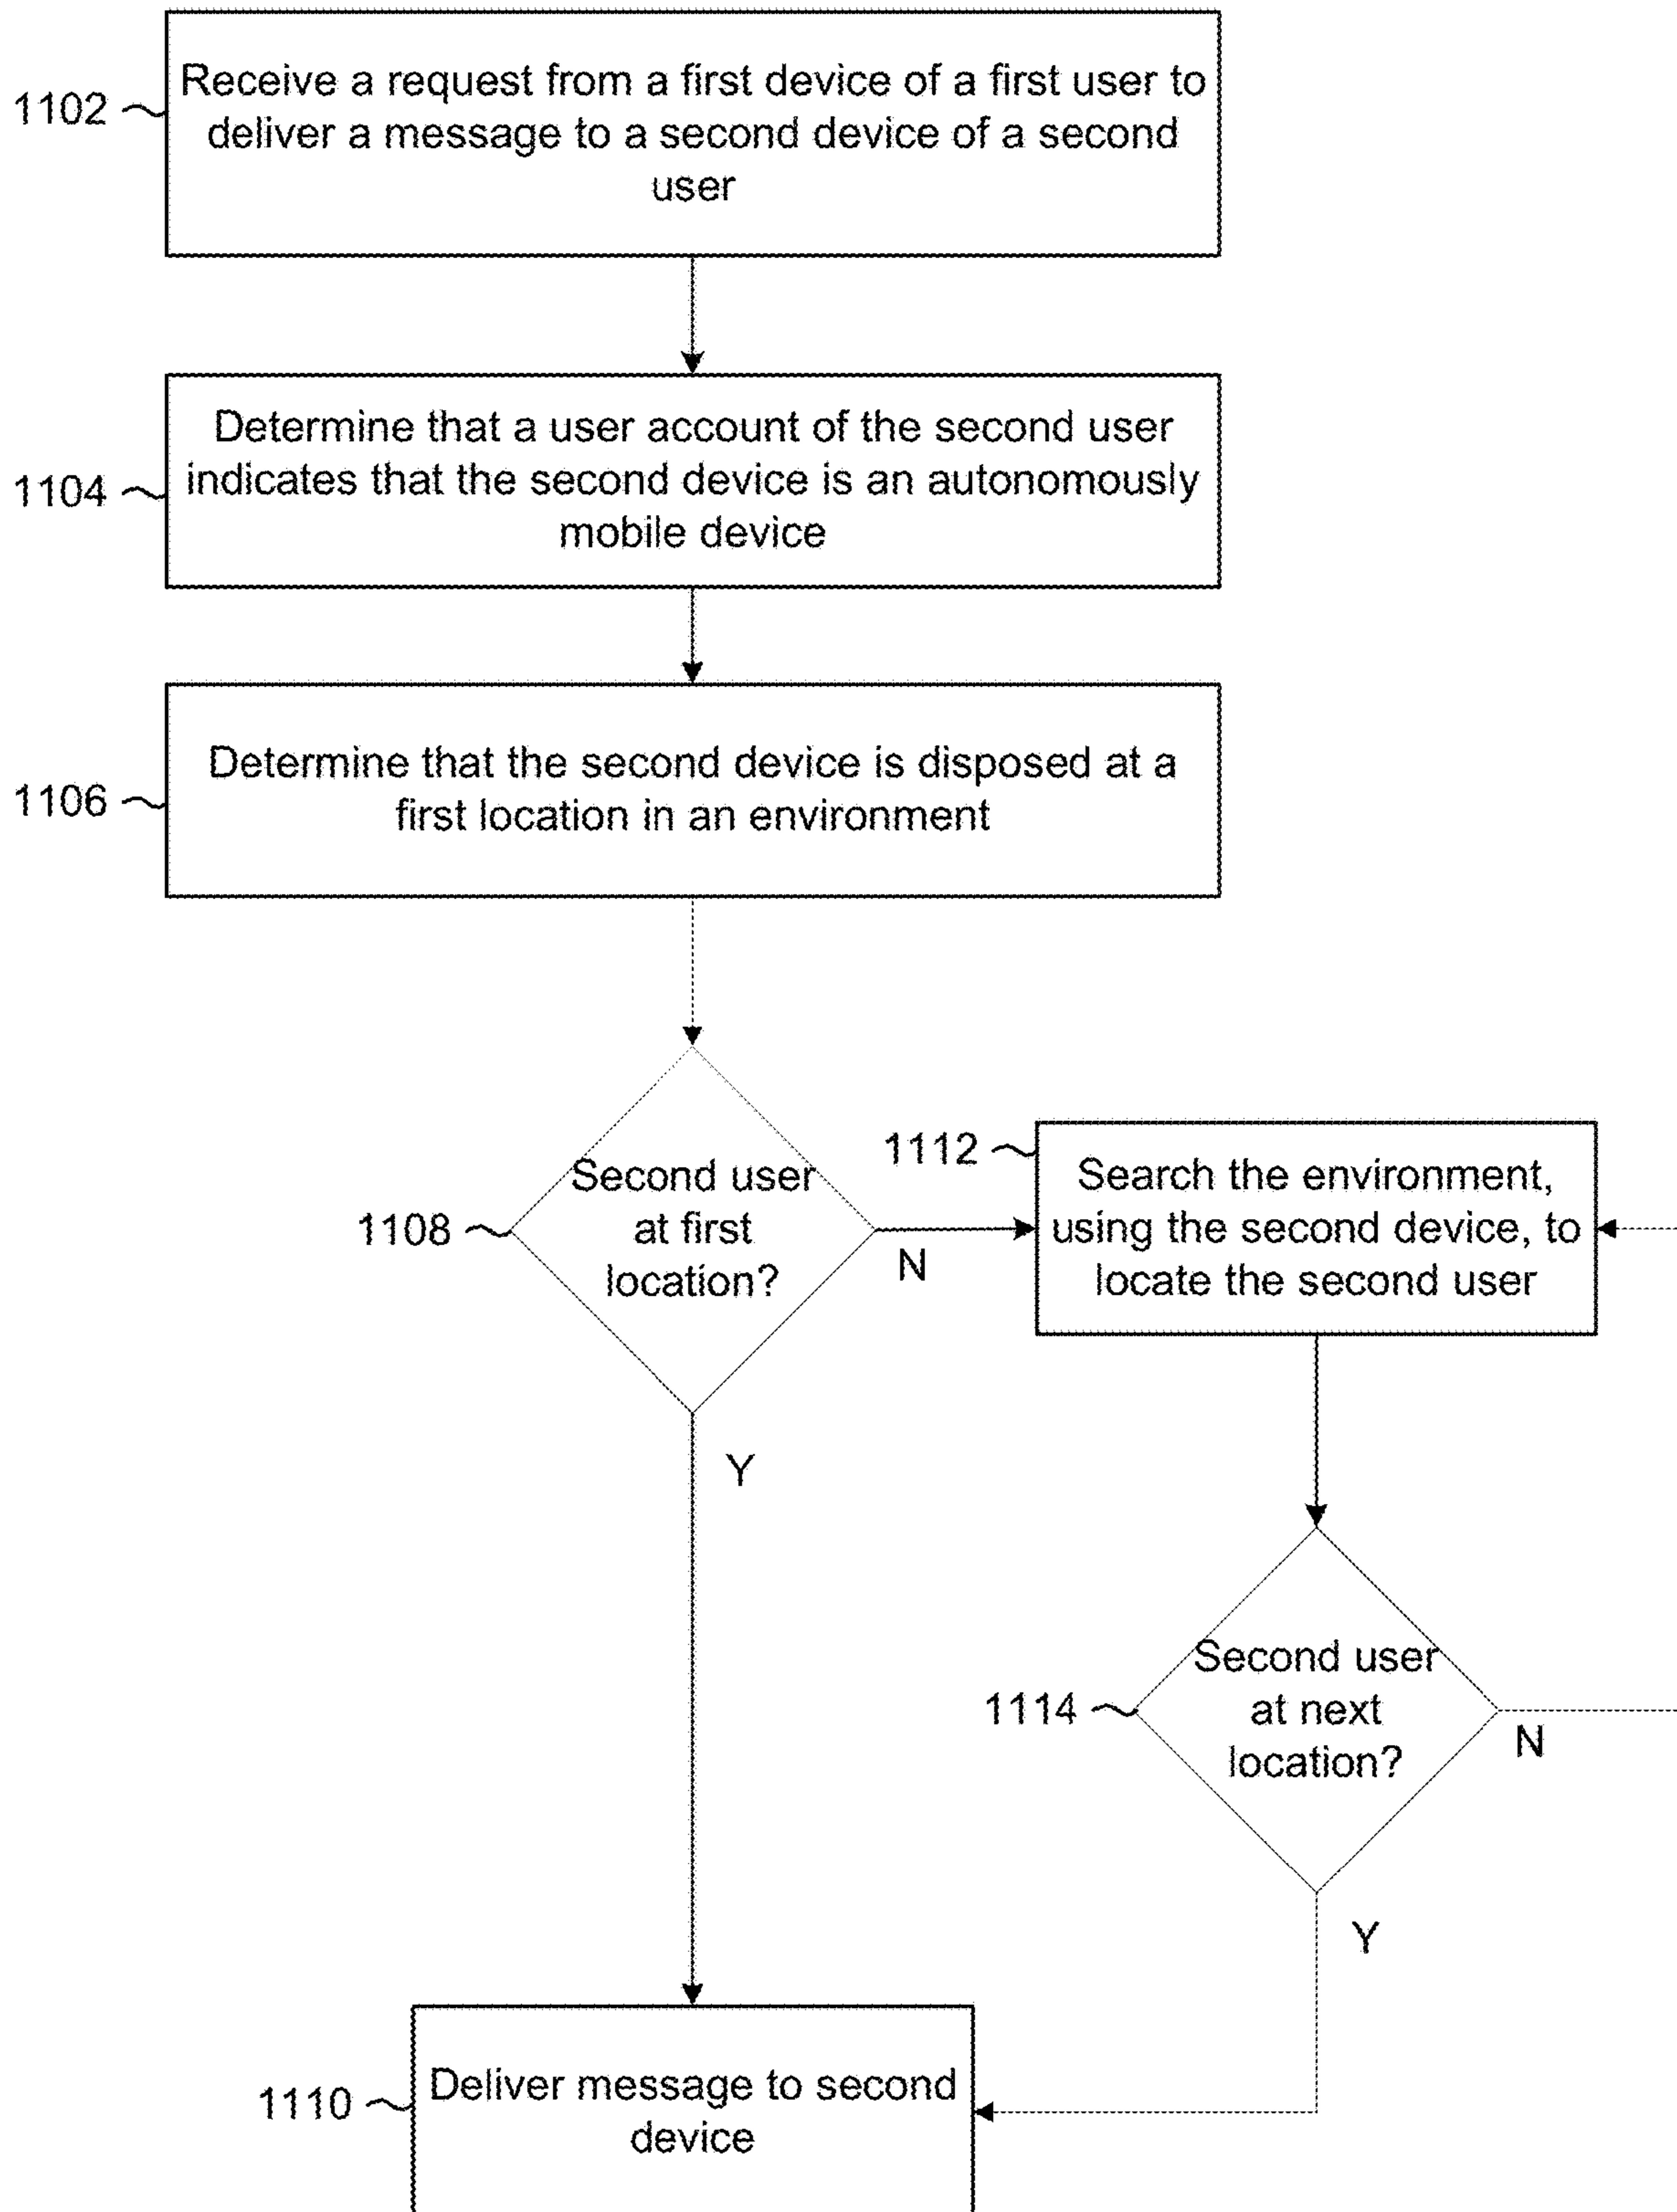 1102
Receive a request from a first device of a first user to
deliver a message to a second device of a second
user
1104
Determine that a user account of the second user
indicates that the second device is an autonomously
mobile device
1106
Determine that the second device is disposed at a
first location in an environment
1108
Second user
at first
location?
N
Y
1112
Search the environment,
using the second device, to
locate the second user
1114
Second user
at next
location?
N
Y
1110
Deliver message to second
device